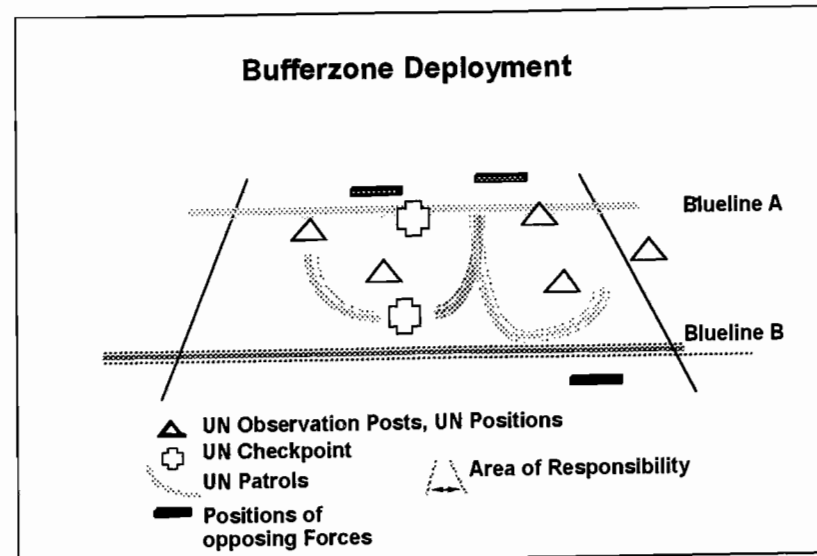 Bufferzone Deployment
Blueline A
Blueline B
UN Observation Posts, UN Positions
UN Checkpoint
UN Patrols
Area of Responsibility
Positions of
opposing Forces